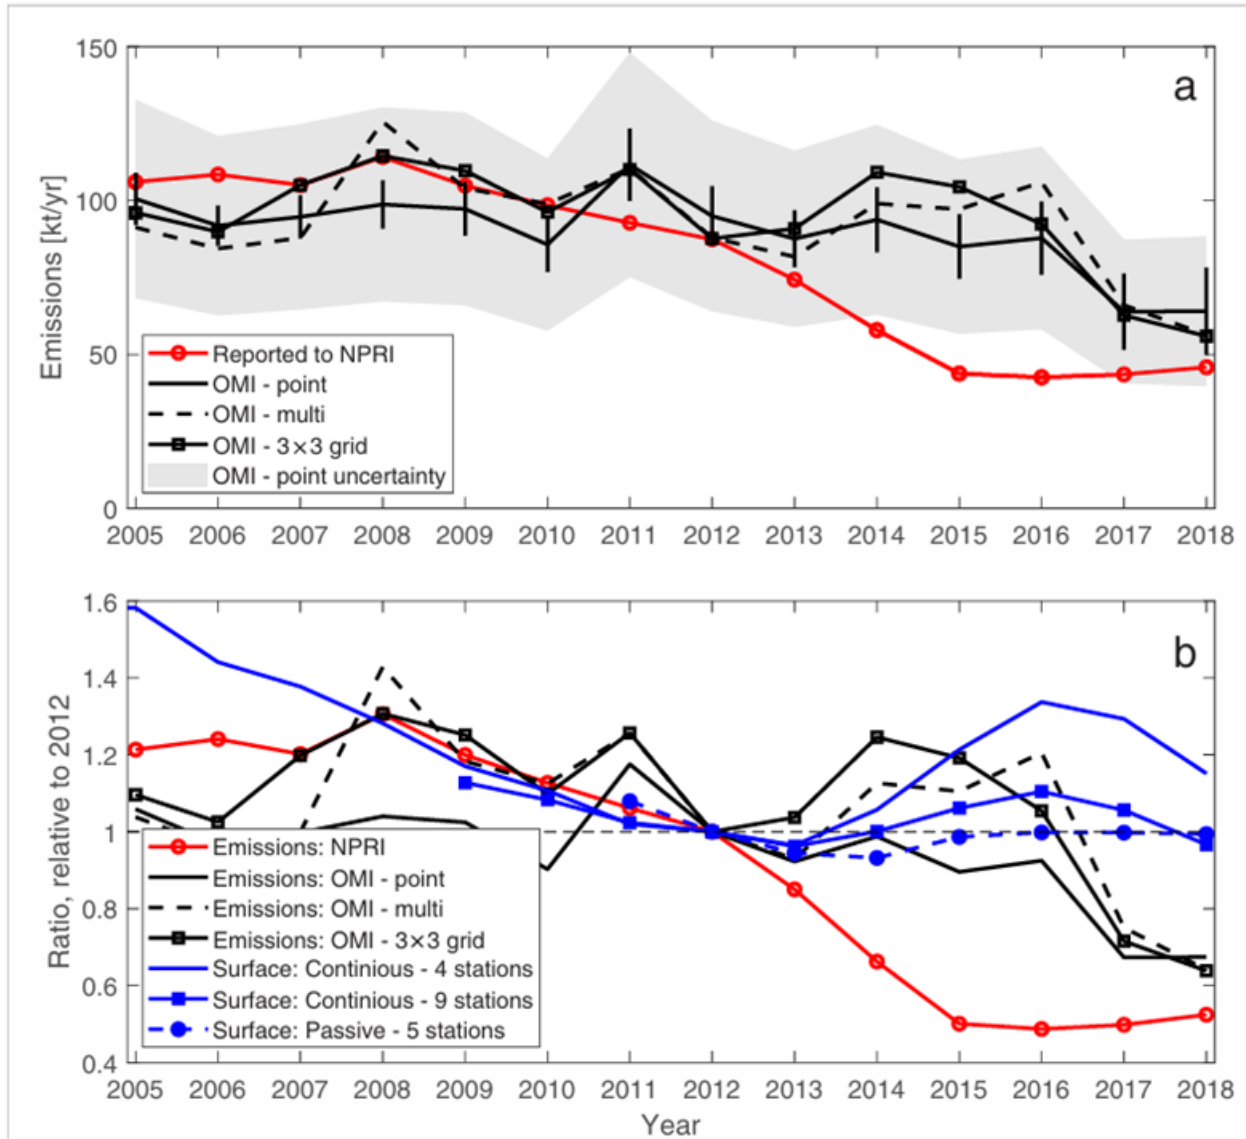 a
150
100
50
0
Emissions [kt/yr]
Reported to NPRI
OMI - point
OMI - multi
OMI - 3×3 grid
OMI - point uncertainty
2005 2006 2007 2008 2009 2010 2011 2012 2013 2014 2015 2016 2017 2018
b
1.6
1.4
1.2
1
0.8
0.6
0.4
Ratio, relative to 2012
Emissions: NPRI
Emissions: OMI - point
Emissions: OMI - multi
Emissions: OMI - 3×3 grid
Surface: Continious - 4 stations
Surface: Continious - 9 stations
Surface: Passive - 5 stations
2005 2006 2007 2008 2009 2010 2011 2012 2013 2014 2015 2016 2017 2018
Year